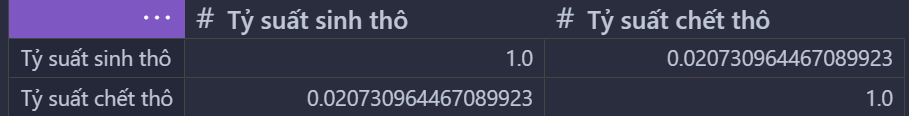 ... # Tỷ suất sinh thô # Tỷ suất chết thô
Tỷ suất sinh thô 1.0 0.020730964467089923
Tỷ suất chết thô 0.020730964467089923 1.0